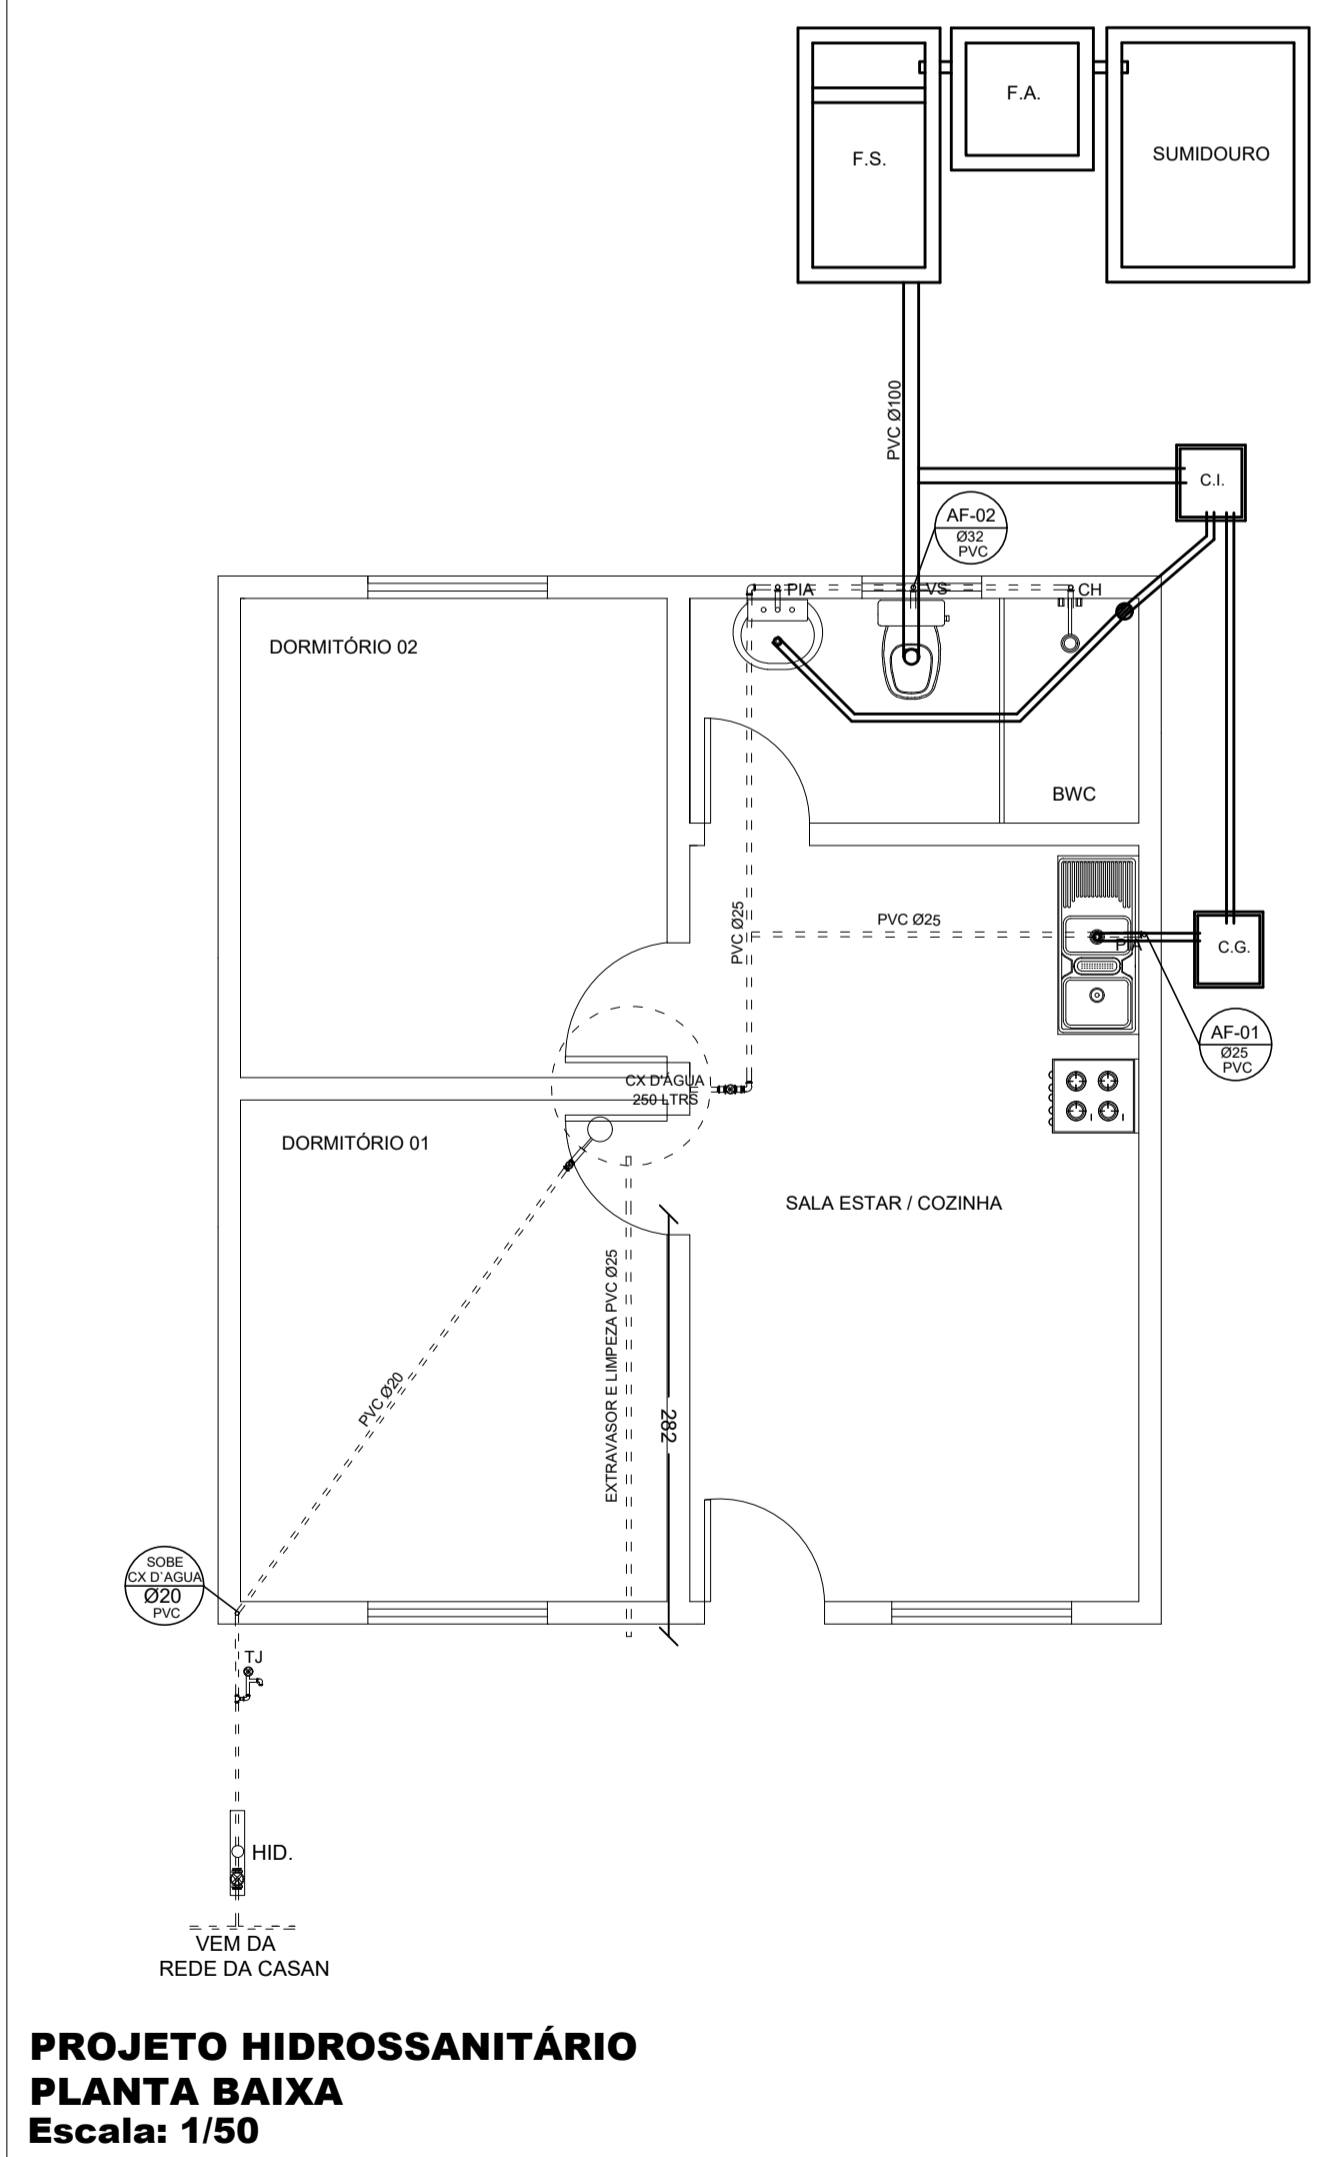 F.A.
F.S.
SUMIDOURO
PVC Ø100
C.I.
AF-02
Ø32
PVC
PIA
VS
CH
DORMITÓRIO 02
BWC
PVC Ø25
PVC Ø25
PIA
C.G.
AF-01
Ø25
PVC
CX D'ÁGUA
250 LTRS
DORMITÓRIO 01
SALA ESTAR / COZINHA
EXTRAVASOR E LIMPEZA PVC Ø25
282
PVC Ø20
SOBE
CX D`AGUA
Ø20
PVC
TJ
HID.
VEM DA
REDE DA CASAN
PROJETO HIDROSSANITÁRIO
PLANTA BAIXA
Escala: 1/50